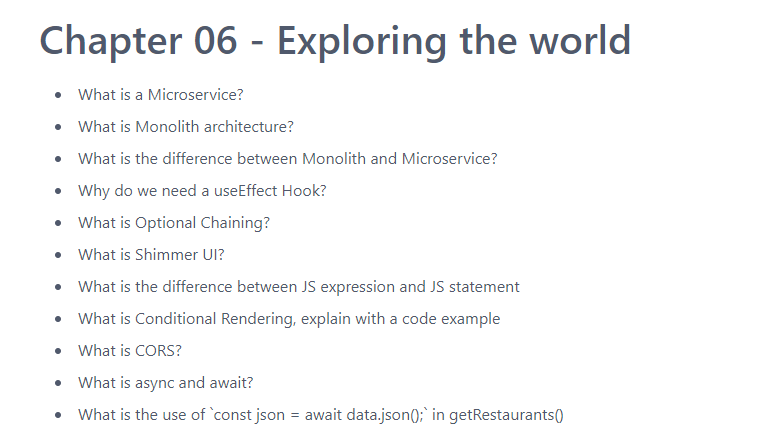 Chapter 06 - Exploring the world
• What is a Microservice?
• What is Monolith architecture?
• What is the difference between Monolith and Microservice?
• Why do we need a useEffect Hook?
• What is Optional Chaining?
• What is Shimmer UI?
• What is the difference between JS expression and JS statement
• What is Conditional Rendering, explain with a code example
• What is CORS?
• What is async and await?
• What is the use of `const json = await data.json();` in getRestaurants()